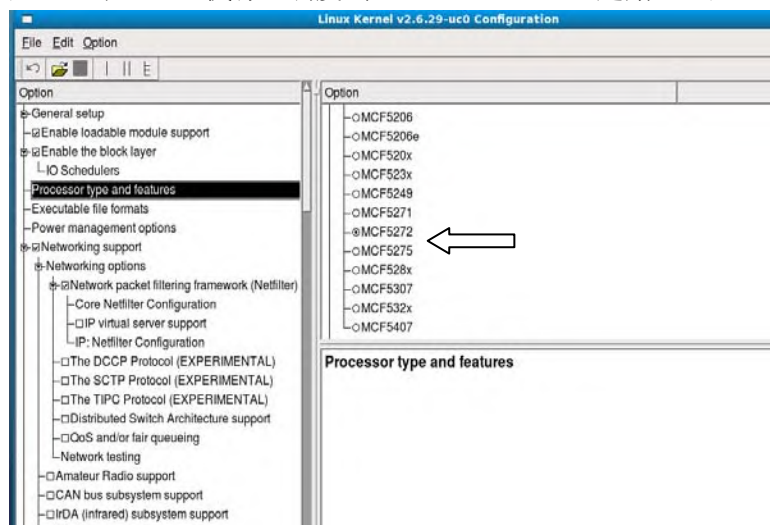 Linux Kernel v2.6.29-uc0 Configuration
File Edit Option
Option
General setup
Enable loadable module support
Enable the block layer
IO Schedulers
Processor type and features
Executable file formats
Power management options
Networking support
Networking options
Network packet filtering framework (Netfilter)
Core Netfilter Configuration
IP virtual server support
IP: Netfilter Configuration
The DCCP Protocol (EXPERIMENTAL)
The SCTP Protocol (EXPERIMENTAL)
The TIPC Protocol (EXPERIMENTAL)
Distributed Switch Architecture support
QoS and/or fair queueing
Network testing
Amateur Radio support
CAN bus subsystem support
IrDA (infrared) subsystem support
Option
MCF5206
MCF5206e
MCF520x
MCF523x
MCF5249
MCF5271
MCF5272
MCF5275
MCF528x
MCF5307
MCF532x
MCF5407
Processor type and features